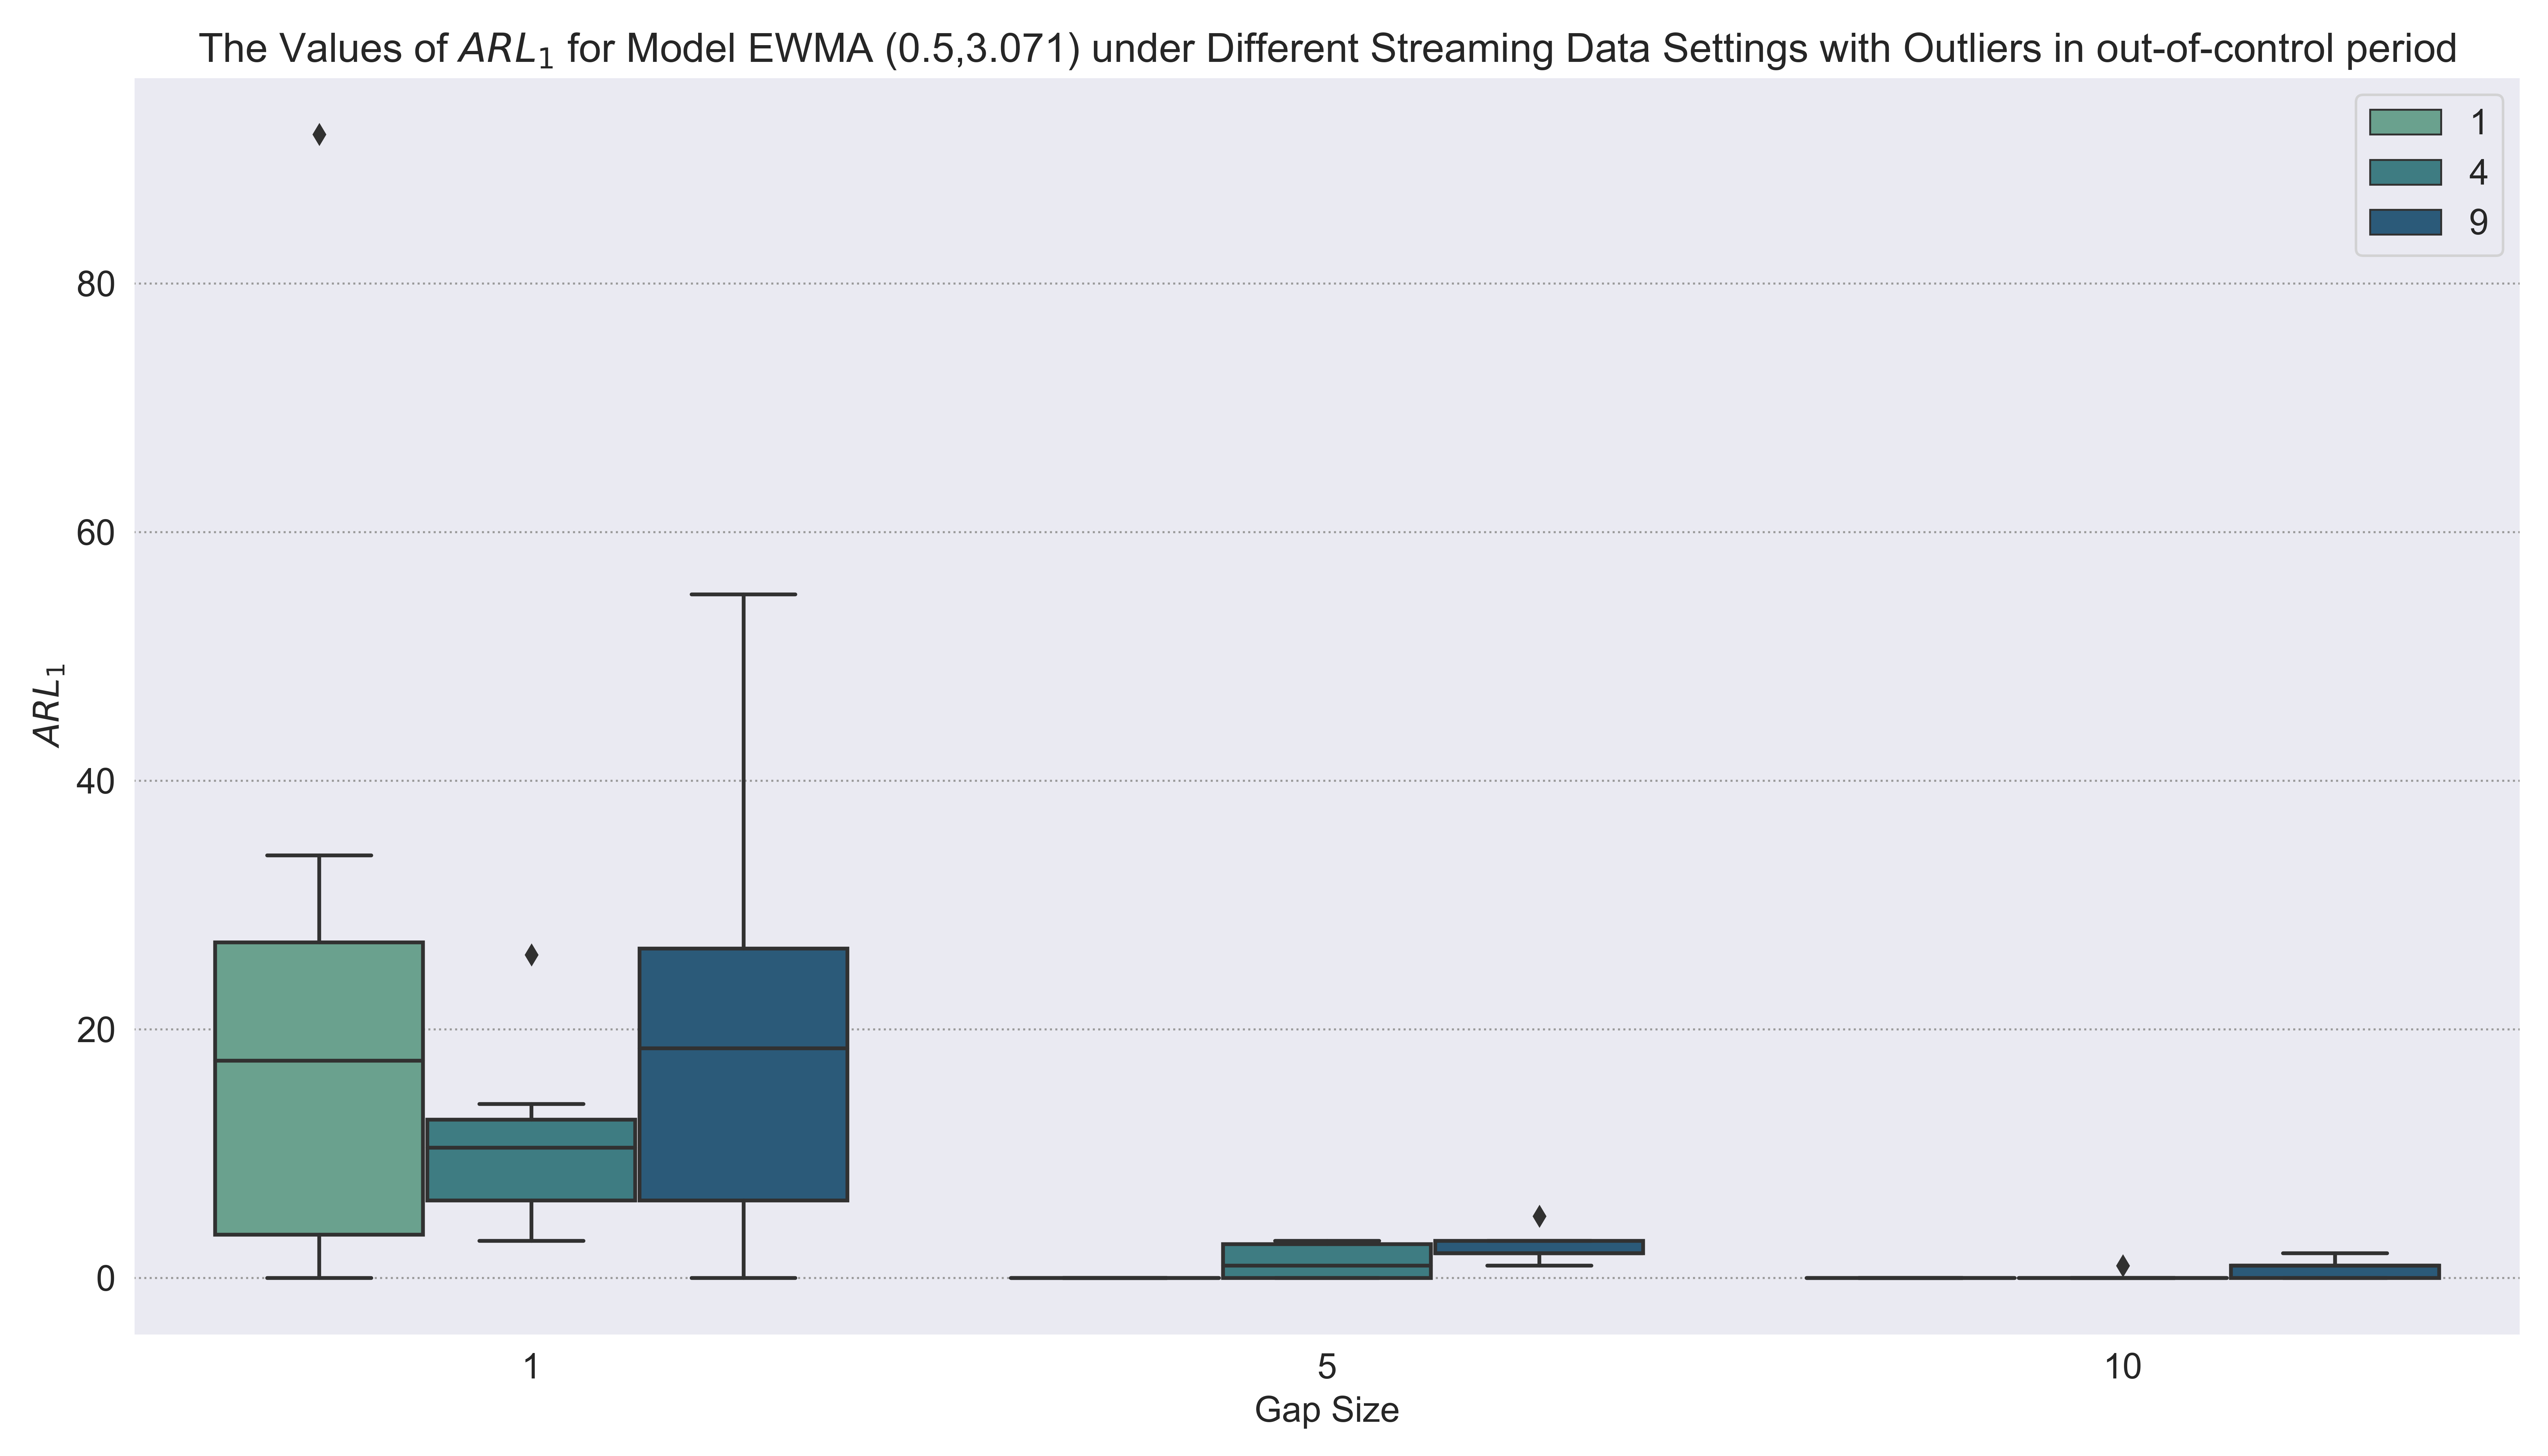 The Values of ARL₁ for Model EWMA (0.5,3.071) under Different Streaming Data Settings with Outliers in out-of-control period
1
4
9
80
60
40
20
0
ARL₁
1 5 10
Gap Size